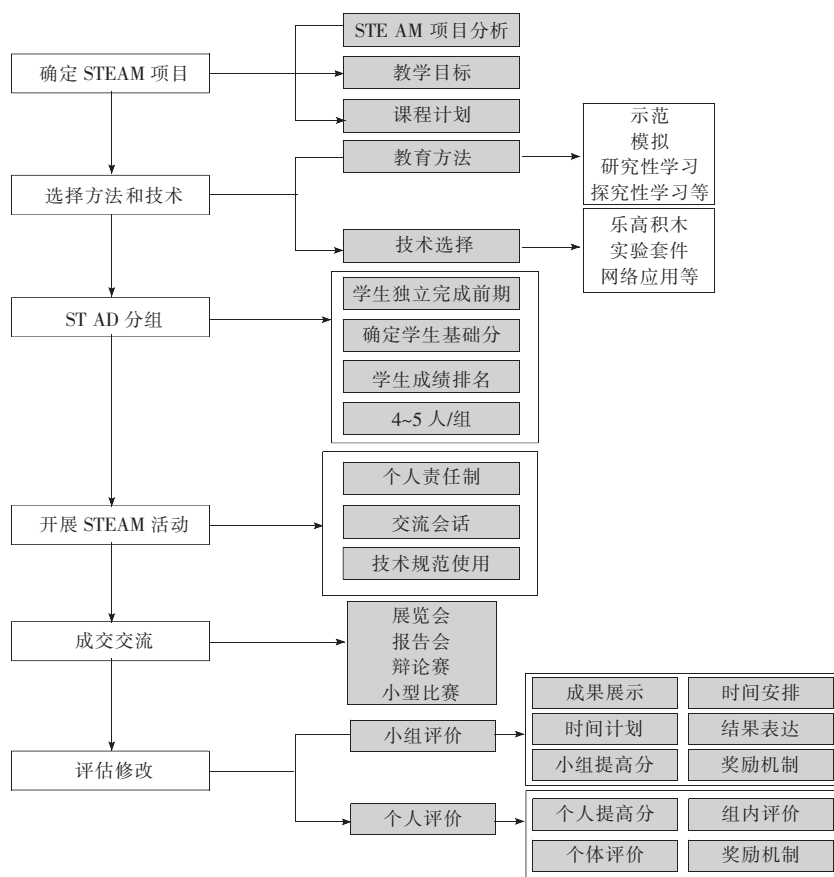 STE AM 项目分析
确定 STEAM 项目
教学目标
课程计划
教育方法
示范
模拟
研究性学习
探究性学习等
选择方法和技术
技术选择
乐高积木
实验套件
网络应用等
ST AD 分组
学生独立完成前期
确定学生基础分
学生成绩排名
4~5 人/组
开展 STEAM 活动
个人责任制
交流会话
技术规范使用
成交交流
展览会
报告会
辩论赛
小型比赛
评估修改
小组评价
成果展示
时间安排
时间计划
结果表达
小组提高分
奖励机制
个人评价
个人提高分
组内评价
个体评价
奖励机制